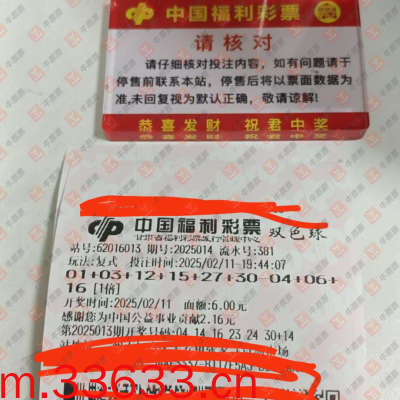 中国福利彩票
请核对
请仔细核对投注内容，如有问题请于
停售前联系本站，停售后将以票面数据为
准，未回复视为默认正确，敬请谅解!
恭喜发财 祝君中奖
中国福利彩票 双色球
站号:62016013 期号:2025014 流水号:381
玩法:复式 投注时间:2025/02/11-19:44:07
01+03+12+15+27+30-04+06+
16 [1倍]
开奖时间:2025/02/11 面额:6.00元
感谢您为中国公益事业贡献2.16元
第2025013期开奖号码:04 14 16 23 24 30+14
m.33633.cn